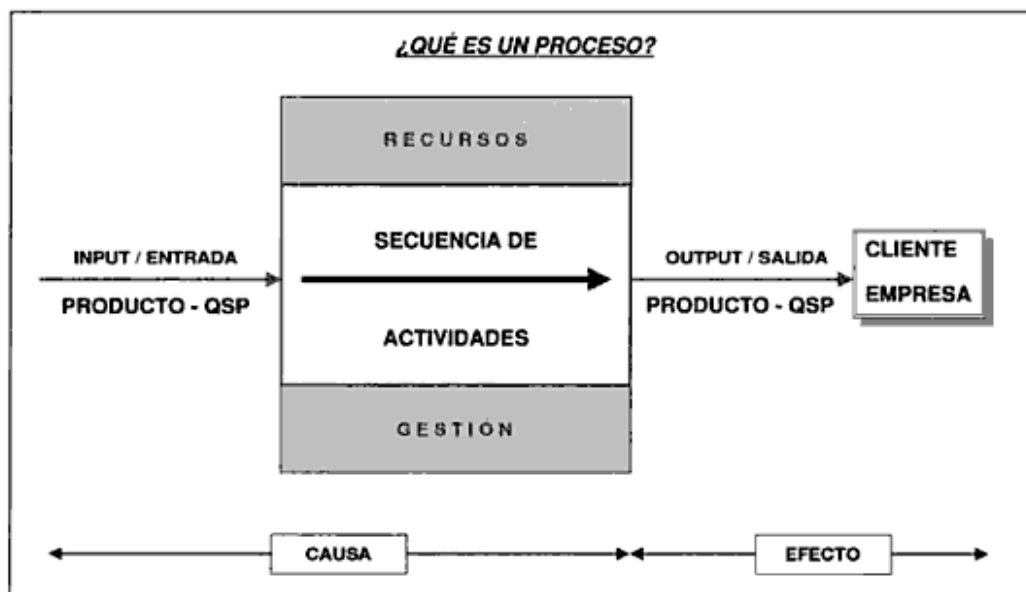 ¿QUÉ ES UN PROCESO?
RECURSOS
INPUT / ENTRADA
PRODUCTO - QSP
SECUENCIA DE
ACTIVIDADES
OUTPUT / SALIDA
PRODUCTO - QSP
CLIENTE
EMPRESA
GESTIÓN
CAUSA
EFECTO